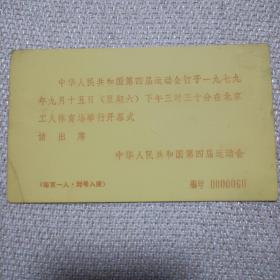 中华人民共和国第四届运动会订于一九七九
年九月十五日（星期六）下午三时三十分在北京
工人体育场举行开幕式
请出席
中华人民共和国第四届运动会
（每票一人·对号入座）
编号 0000050